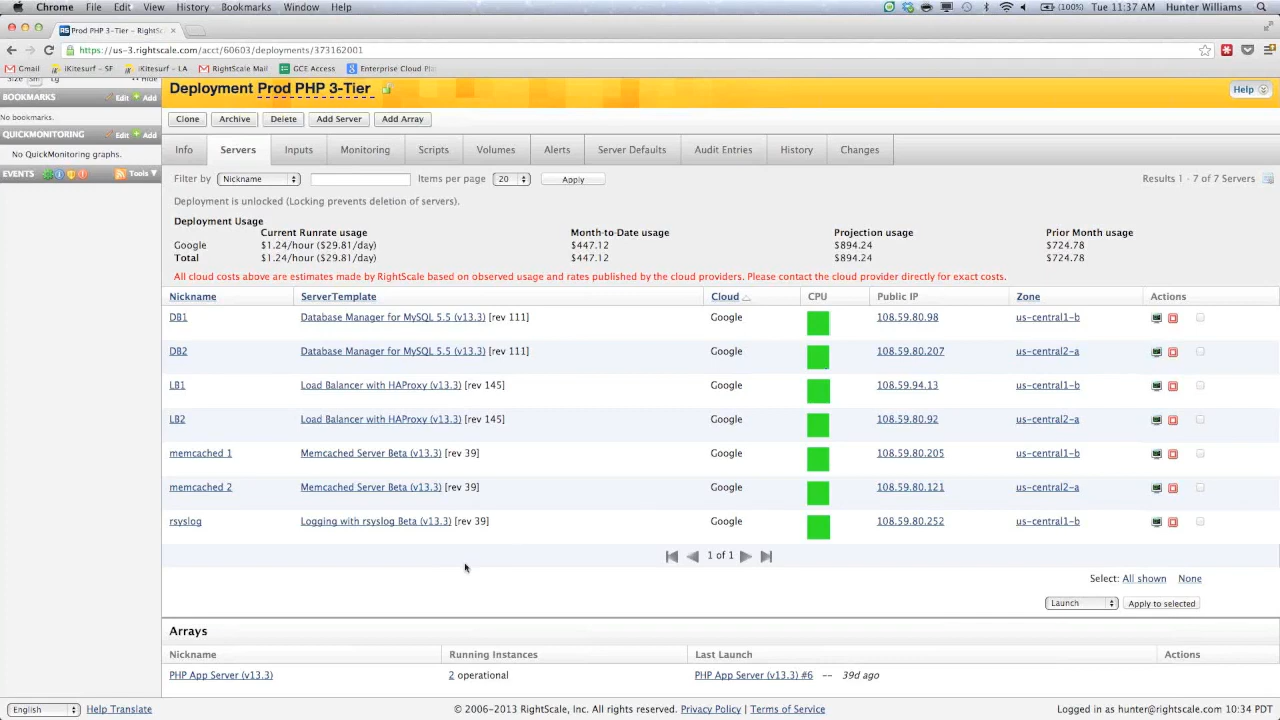 Chrome File Edit View History Bookmarks Window Help (100%) Tue 11:37 AM Hunter Williams
Prod PHP 3-Tier - RightSc
https://us-3.rightscale.com/acct/60603/deployments/373162001
Gmail iKitesurf - SF iKitesurf - LA RightScale Mail GCE Access Enterprise Cloud Pl
Size Sm Lg Hide
BOOKMARKS Edit Add
No bookmarks.
QUICKMONITORING Edit Add
No QuickMonitoring graphs.
EVENTS Tools
Deployment Prod PHP 3-Tier
Help
Clone Archive Delete Add Server Add Array
Info Servers Inputs Monitoring Scripts Volumes Alerts Server Defaults Audit Entries History Changes
Filter by Nickname Items per page 20 Apply Results 1 - 7 of 7 Servers
Deployment is unlocked (Locking prevents deletion of servers).
Deployment Usage
Current Runrate usage Month-to-Date usage Projection usage Prior Month usage
Google $1.24/hour ($29.81/day) $447.12 $894.24 $724.78
Total $1.24/hour ($29.81/day) $447.12 $894.24 $724.78
All cloud costs above are estimates made by RightScale based on observed usage and rates published by the cloud providers. Please contact the cloud provider directly for exact costs.
Nickname ServerTemplate Cloud CPU Public IP Zone Actions
DB1 Database Manager for MySQL 5.5 (v13.3) [rev 111] Google 108.59.80.98 us-central1-b
DB2 Database Manager for MySQL 5.5 (v13.3) [rev 111] Google 108.59.80.207 us-central2-a
LB1 Load Balancer with HAProxy (v13.3) [rev 145] Google 108.59.94.13 us-central1-b
LB2 Load Balancer with HAProxy (v13.3) [rev 145] Google 108.59.80.92 us-central2-a
memcached 1 Memcached Server Beta (v13.3) [rev 39] Google 108.59.80.205 us-central1-b
memcached 2 Memcached Server Beta (v13.3) [rev 39] Google 108.59.80.121 us-central2-a
rsyslog Logging with rsyslog Beta (v13.3) [rev 39] Google 108.59.80.252 us-central1-b
1 of 1
Select: All shown None
Launch Apply to selected
Arrays
Nickname Running Instances Last Launch Actions
PHP App Server (v13.3) 2 operational PHP App Server (v13.3) #6 -- 39d ago
English Help Translate © 2006-2013 RightScale, Inc. All rights reserved. Privacy Policy | Terms of Service Logged in as hunter@rightscale.com 10:34 PDT